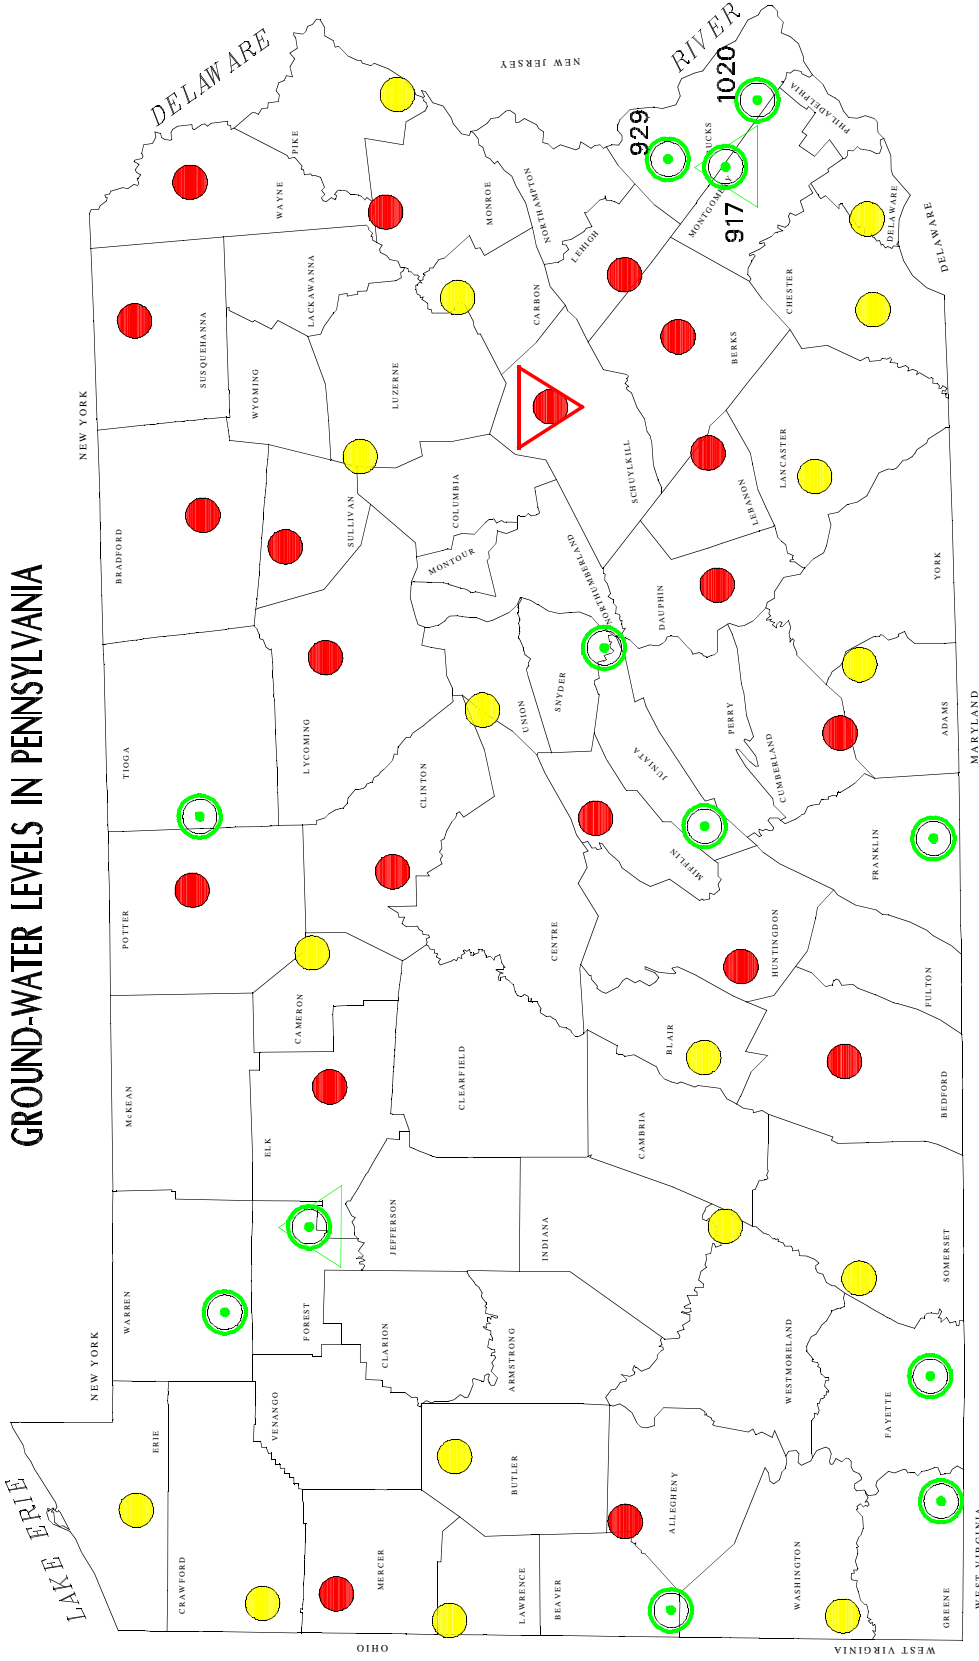 GROUND-WATER LEVELS IN PENNSYLVANIA
LAKE ERIE
NEW YORK
NEW YORK
DELAWARE
RIVER
NEW JERSEY
ERIE
CRAWFORD
WARREN
McKEAN
POTTER
TIOGA
BRADFORD
SUSQUEHANNA
WAYNE
PIKE
WYOMING
LACKAWANNA
MERCER
VENANGO
FOREST
ELK
CAMERON
LYCOMING
SULLIVAN
LUZERNE
MONROE
CLARION
JEFFERSON
CLEARFIELD
CLINTON
COLUMBIA
MONTOUR
CARBON
NORTHAMPTON
LAWRENCE
BUTLER
ARMSTRONG
INDIANA
CENTRE
UNION
SNYDER
NORTHUMBERLAND
SCHUYLKILL
LEHIGH
BEAVER
ALLEGHENY
CAMBRIA
BLAIR
MIFFLIN
JUNIATA
PERRY
DAUPHIN
LEBANON
BERKS
MONTGOMERY
929
917
1020
WASHINGTON
WESTMORELAND
HUNTINGDON
CUMBERLAND
LANCASTER
CHESTER
PHILADELPHIA
DELAWARE
GREENE
FAYETTE
SOMERSET
BEDFORD
FULTON
FRANKLIN
ADAMS
YORK
DELAWARE
OHIO
WEST VIRGINIA
WEST VIRGINIA
MARYLAND